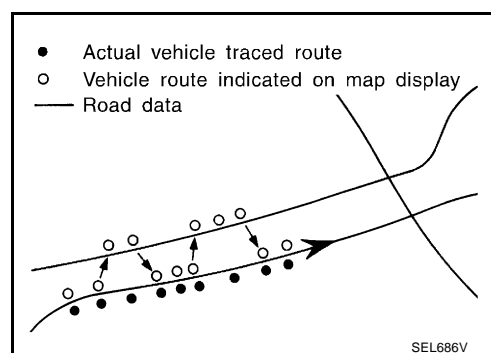 Actual vehicle traced route
Vehicle route indicated on map display
Road data
SEL686V